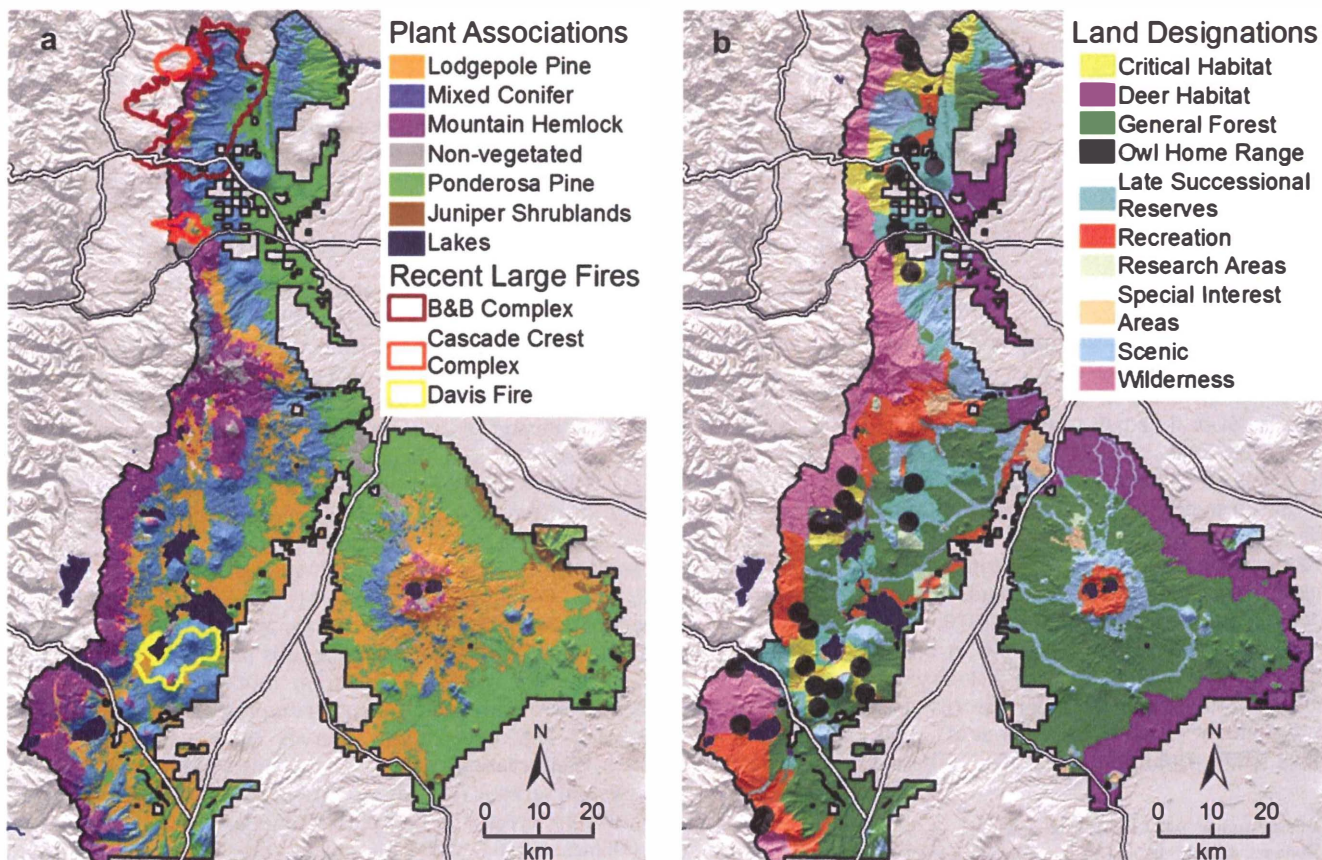 a
Plant Associations
Lodgepole Pine
Mixed Conifer
Mountain Hemlock
Non-vegetated
Ponderosa Pine
Juniper Shrublands
Lakes
Recent Large Fires
B&B Complex
Cascade Crest
Complex
Davis Fire
N
0 10 20
km
b
Land Designations
Critical Habitat
Deer Habitat
General Forest
Owl Home Range
Late Successional
Reserves
Recreation
Research Areas
Special Interest
Areas
Scenic
Wilderness
N
0 10 20
km